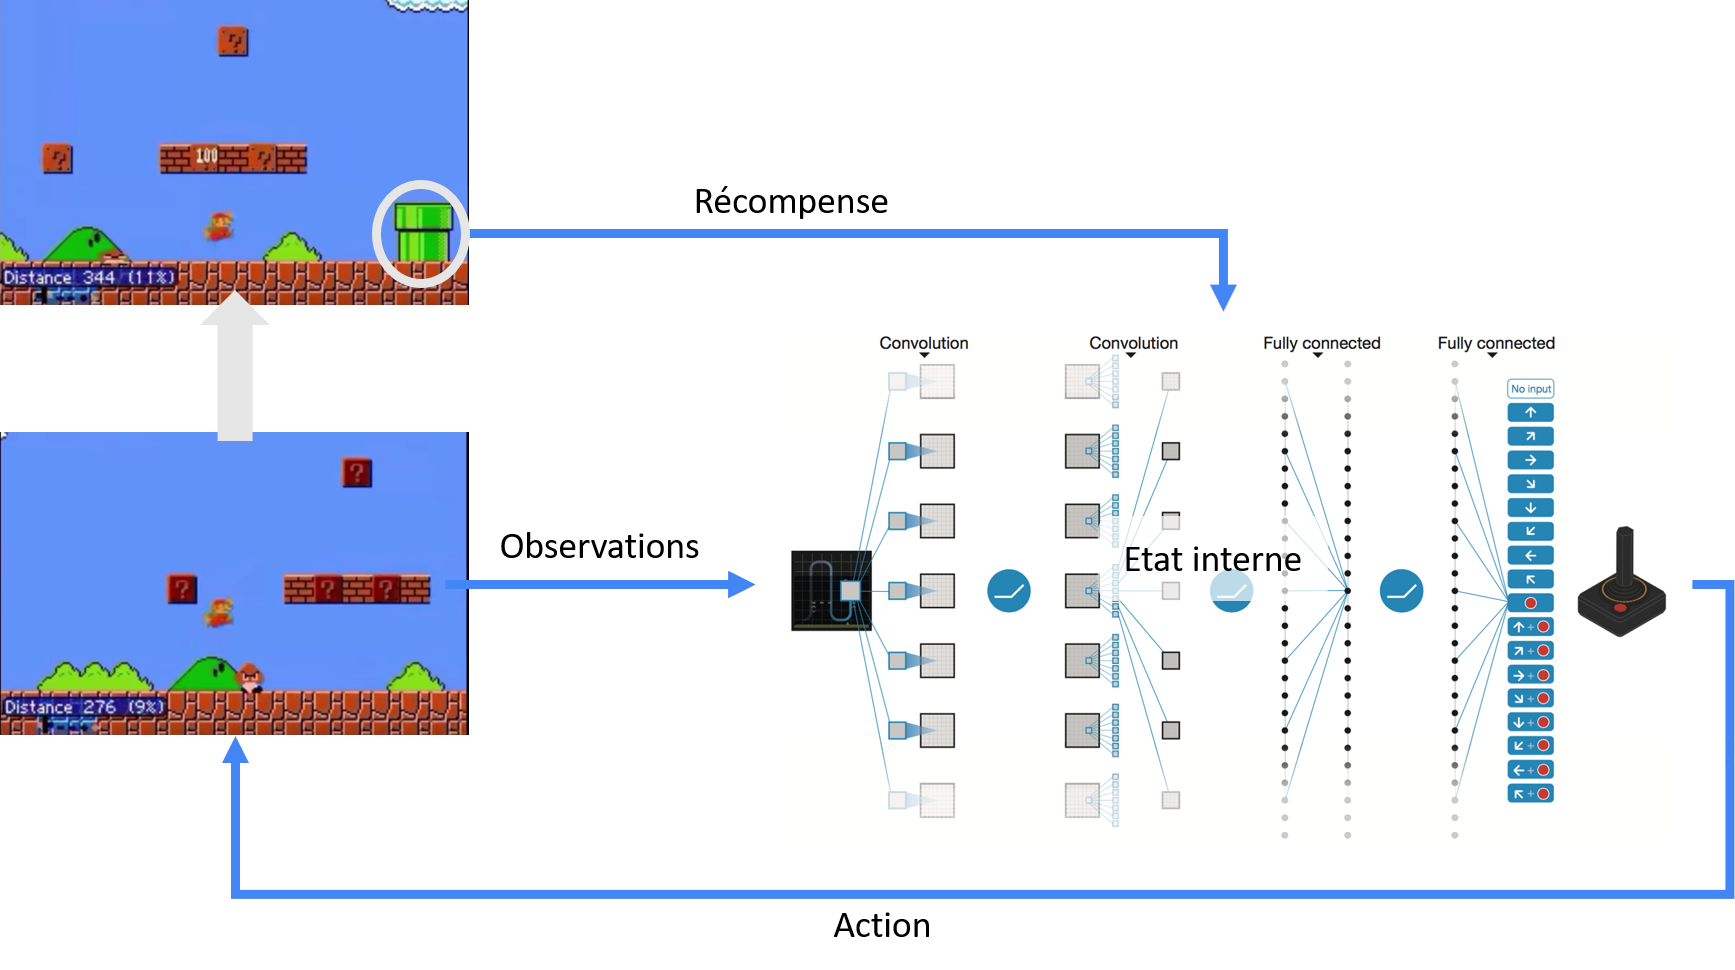 ?
? 100 ?
Distance 344 (11%)
Récompense
Convolution
Convolution
Fully connected
Fully connected
No input
?
? ? ?
Distance 276 (9%)
Observations
Etat interne
+
+
+
+
+
+
+
+
Action